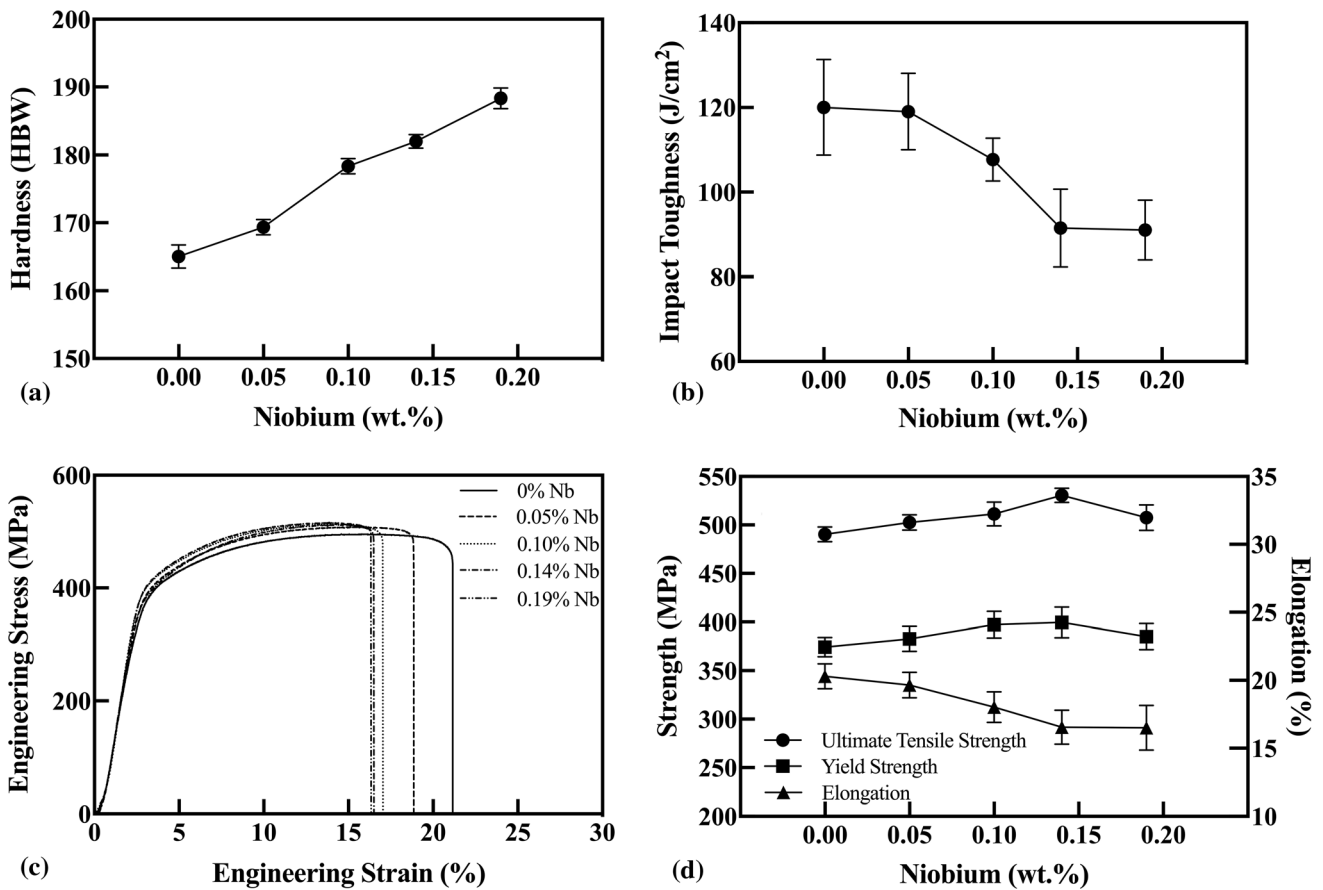 200
190
180
170
160
150
Hardness (HBW)
0.00 0.05 0.10 0.15 0.20
Niobium (wt.%)
(a)
140
120
100
80
60
Impact Toughness (J/cm²)
0.00 0.05 0.10 0.15 0.20
Niobium (wt.%)
(b)
600
400
200
0
Engineering Stress (MPa)
0% Nb
0.05% Nb
0.10% Nb
0.14% Nb
0.19% Nb
0 5 10 15 20 25 30
Engineering Strain (%)
(c)
550
500
450
400
350
300
250
200
Strength (MPa)
Ultimate Tensile Strength
Yield Strength
Elongation
35
30
25
20
15
10
Elongation (%)
0.00 0.05 0.10 0.15 0.20
Niobium (wt.%)
(d)